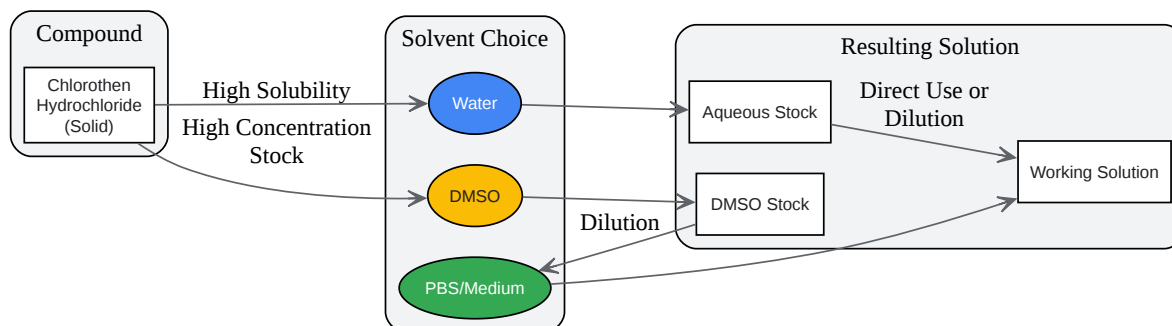 Compound
Chlorothen
Hydrochloride
(Solid)
High Solubility
High Concentration
Stock
Solvent Choice
Water
DMSO
PBS/Medium
Dilution
Resulting Solution
Aqueous Stock
DMSO Stock
Direct Use or
Dilution
Working Solution